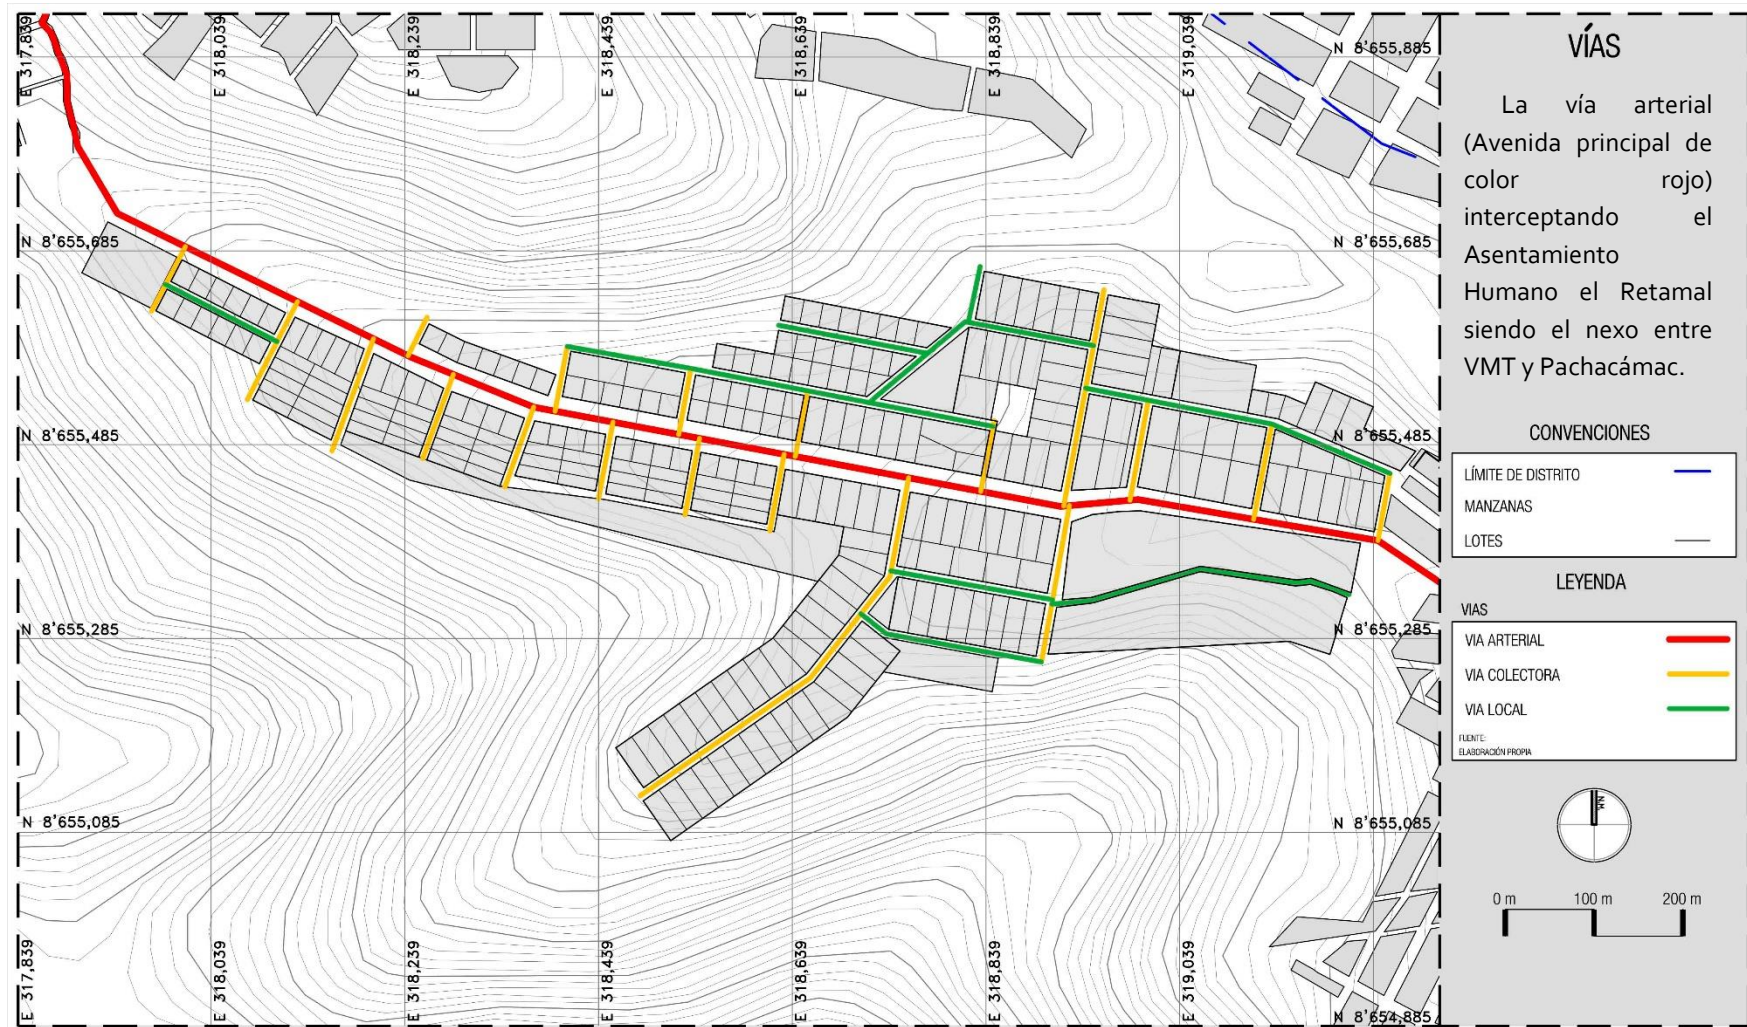 E 317,839
E 318,039
E 318,239
E 318,439
E 318,639
E 318,839
E 319,039
N 8'655,885
N 8'655,685
N 8'655,685
N 8'655,485
N 8'655,485
N 8'655,285
N 8'655,285
N 8'655,085
N 8'655,085
E 317,839
E 318,039
E 318,239
E 318,439
E 318,639
E 318,839
E 319,039
N 8'654,885
VÍAS
La vía arterial
(Avenida principal de
color rojo)
interceptando el
Asentamiento
Humano el Retamal
siendo el nexo entre
VMT y Pachacámac.
CONVENCIONES
LÍMITE DE DISTRITO
MANZANAS
LOTES
LEYENDA
VIAS
VIA ARTERIAL
VIA COLECTORA
VIA LOCAL
FUENTE:
ELABORACIÓN PROPIA
N.M.
0 m 100 m 200 m